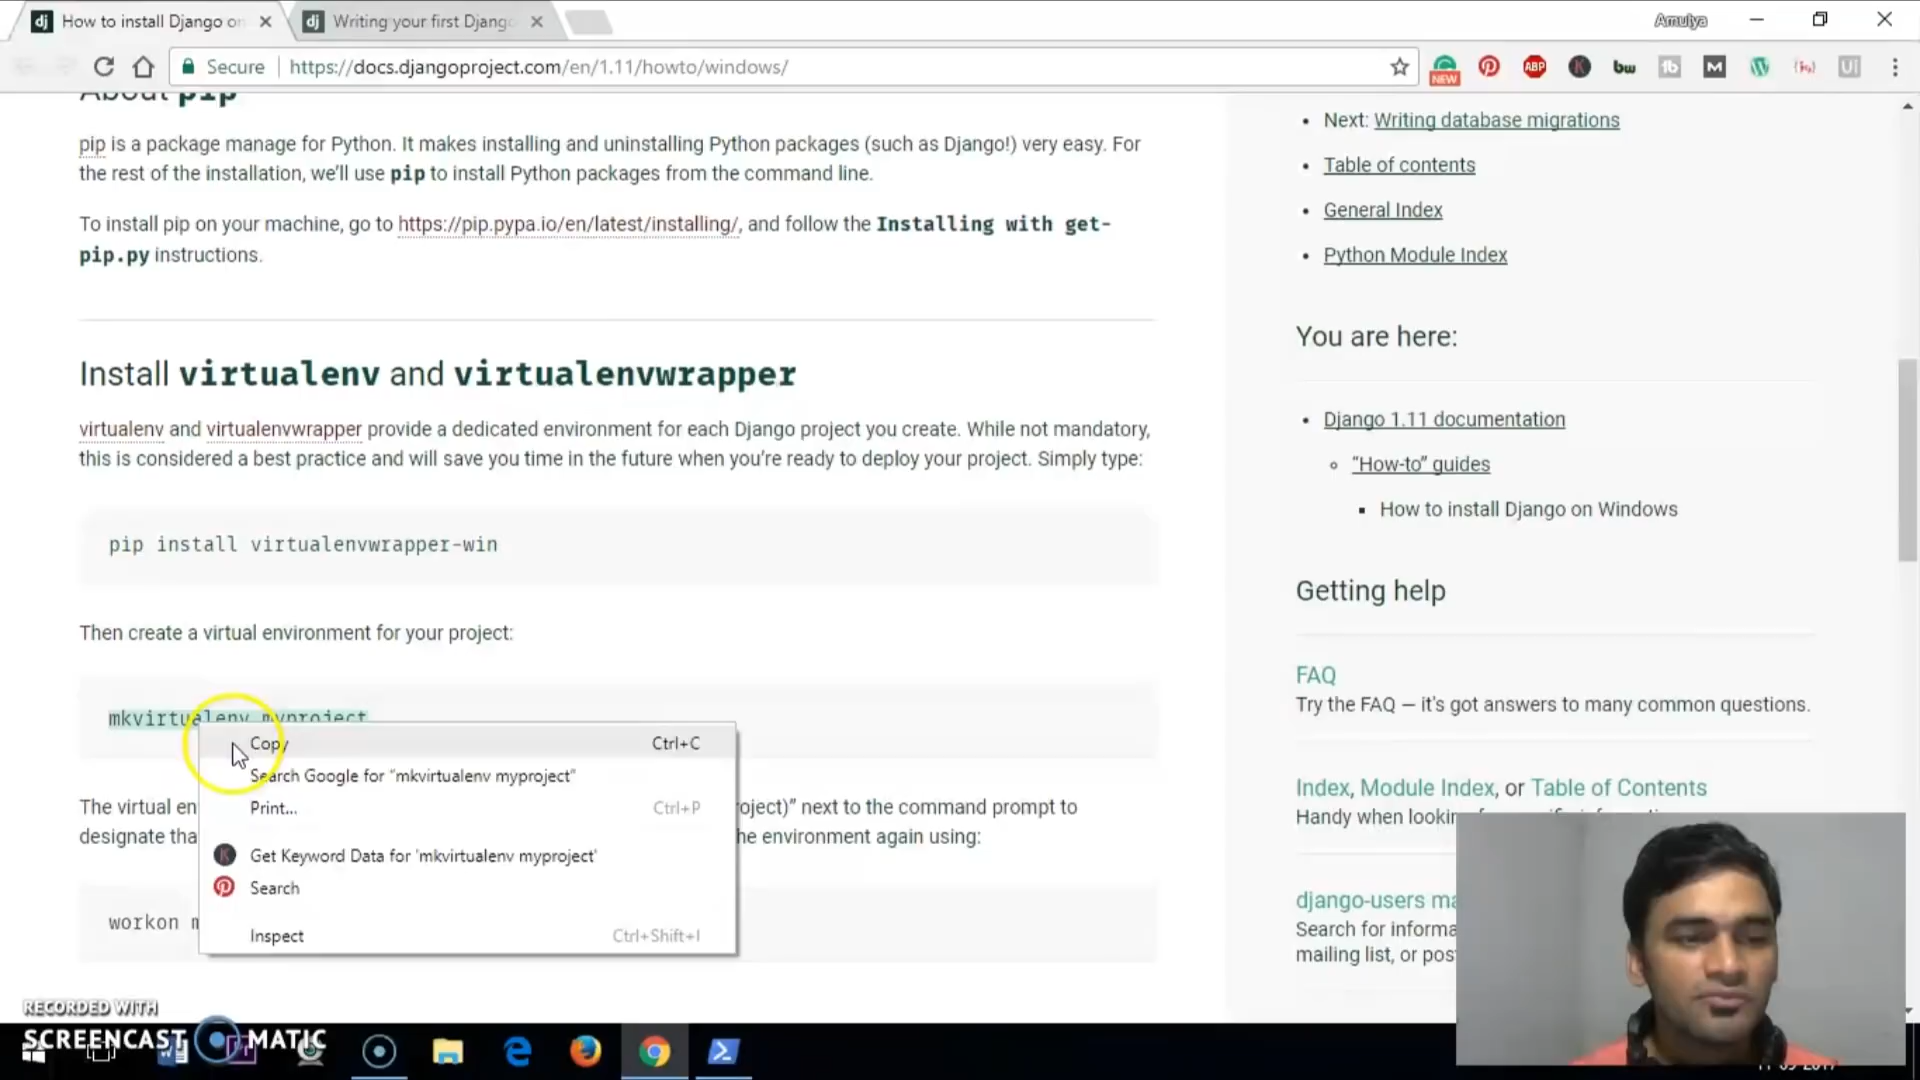 How to install Django on
Writing your first Django
Amulya
Secure
https://docs.djangoproject.com/en/1.11/howto/windows/
NEW
ABP
bw
M
UI
About pip
pip is a package manage for Python. It makes installing and uninstalling Python packages (such as Django!) very easy. For
the rest of the installation, we'll use pip to install Python packages from the command line.
To install pip on your machine, go to https://pip.pypa.io/en/latest/installing/, and follow the Installing with get-
pip.py instructions.
Install virtualenv and virtualenvwrapper
virtualenv and virtualenvwrapper provide a dedicated environment for each Django project you create. While not mandatory,
this is considered a best practice and will save you time in the future when you're ready to deploy your project. Simply type:
pip install virtualenvwrapper-win
Then create a virtual environment for your project:
mkvirtualenv myproject
Copy Ctrl+C
Search Google for "mkvirtualenv myproject"
Print... Ctrl+P
Get Keyword Data for 'mkvirtualenv myproject'
Search
Inspect Ctrl+Shift+I
The virtual en oject)" next to the command prompt to
designate tha he environment again using:
workon m
Next: Writing database migrations
Table of contents
General Index
Python Module Index
You are here:
Django 1.11 documentation
"How-to" guides
How to install Django on Windows
Getting help
FAQ
Try the FAQ — it's got answers to many common questions.
Index, Module Index, or Table of Contents
Handy when looking
django-users ma
Search for informa
mailing list, or pos
RECORDED WITH
SCREENCAST MATIC